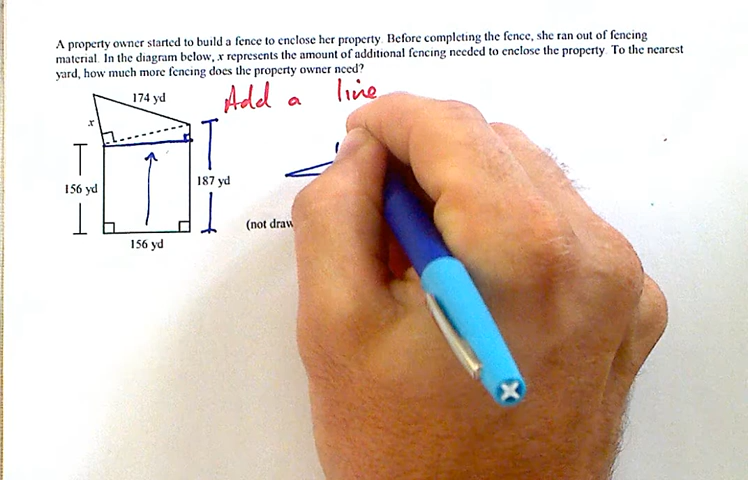 A property owner started to build a fence to enclose her property. Before completing the fence, she ran out of fencing
material. In the diagram below, x represents the amount of additional fencing needed to enclose the property. To the nearest
yard, how much more fencing does the property owner need?
Add a line
174 yd
x
156 yd
187 yd
(not draw
156 yd